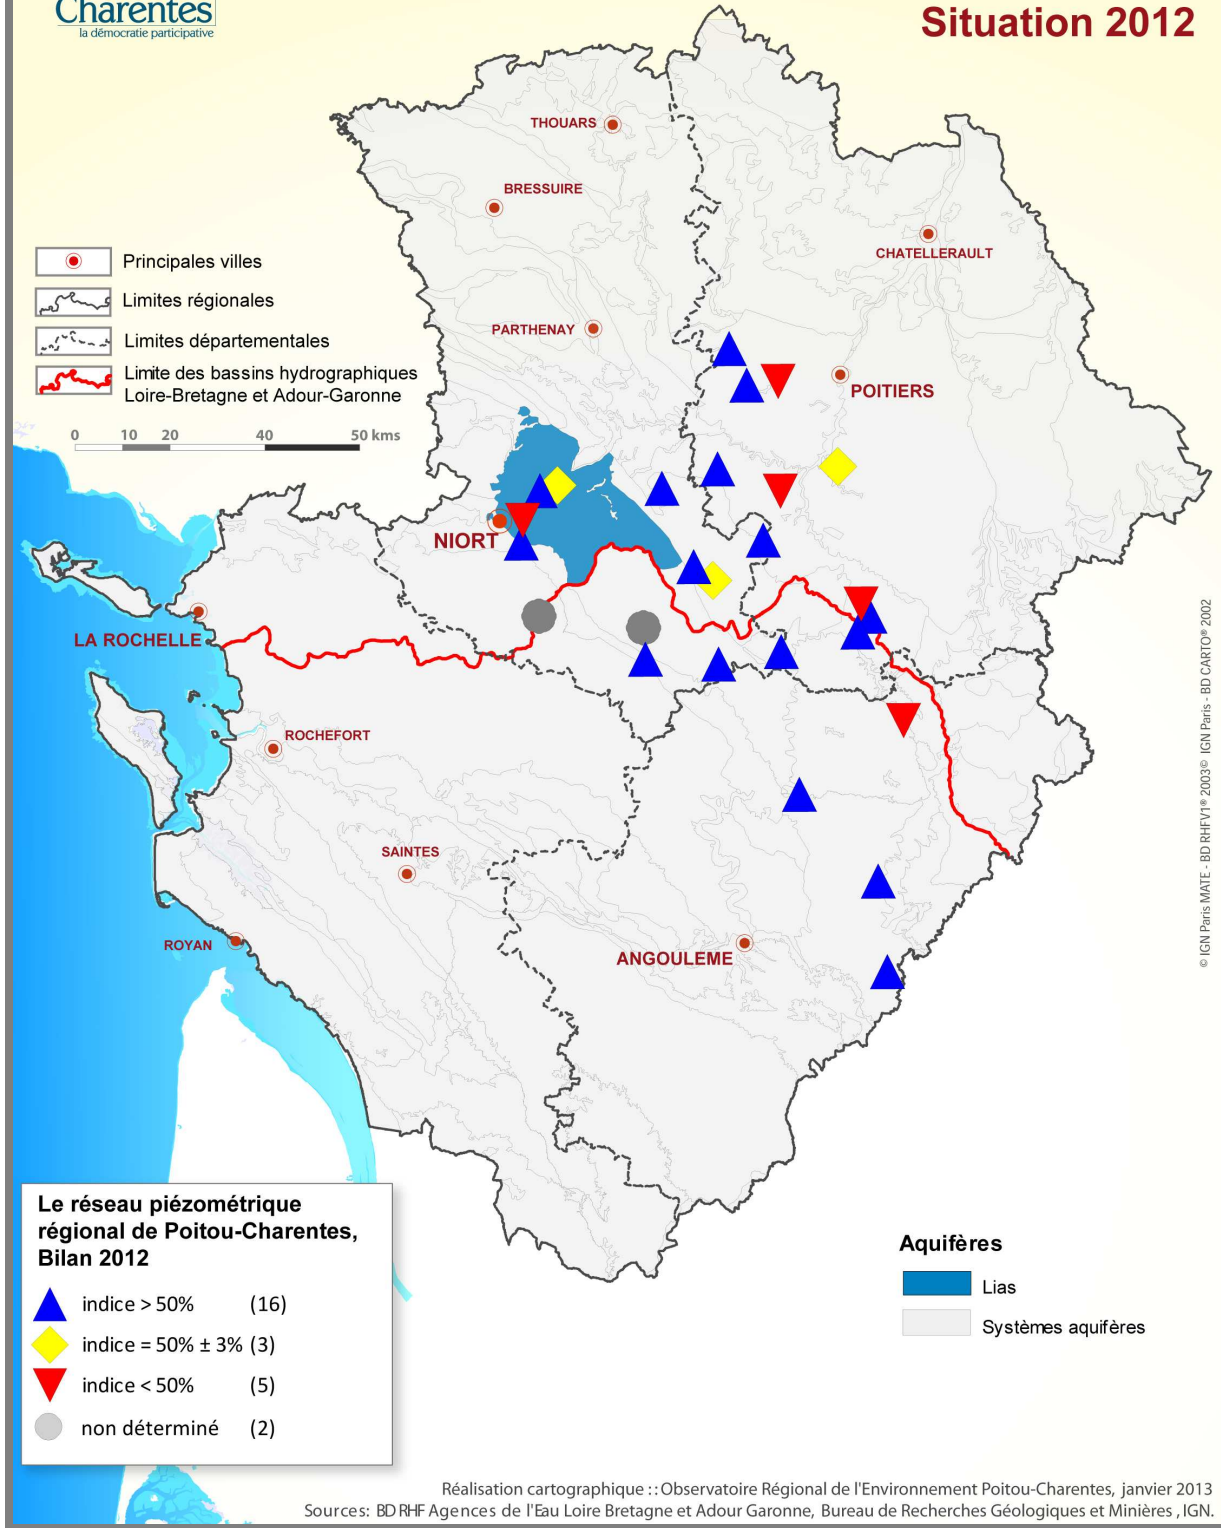 Charentes
la démocratie participative
Situation 2012
THOUARS
BRESSUIRE
CHATELLERAULT
Principales villes
Limites régionales
Limites départementales
Limite des bassins hydrographiques
Loire-Bretagne et Adour-Garonne
0 10 20 40 50 kms
PARTHENAY
POITIERS
NIORT
LA ROCHELLE
ROCHEFORT
SAINTES
ROYAN
ANGOULEME
© IGN Paris MATE - BD RHFV1® 2003© IGN Paris - BD CARTO® 2002
Le réseau piézométrique
régional de Poitou-Charentes,
Bilan 2012
indice > 50% (16)
indice = 50% ± 3% (3)
indice < 50% (5)
non déterminé (2)
Aquifères
Lias
Systèmes aquifères
Réalisation cartographique :: Observatoire Régional de l'Environnement Poitou-Charentes, janvier 2013
Sources: BD RHF Agences de l'Eau Loire Bretagne et Adour Garonne, Bureau de Recherches Géologiques et Minières , IGN.